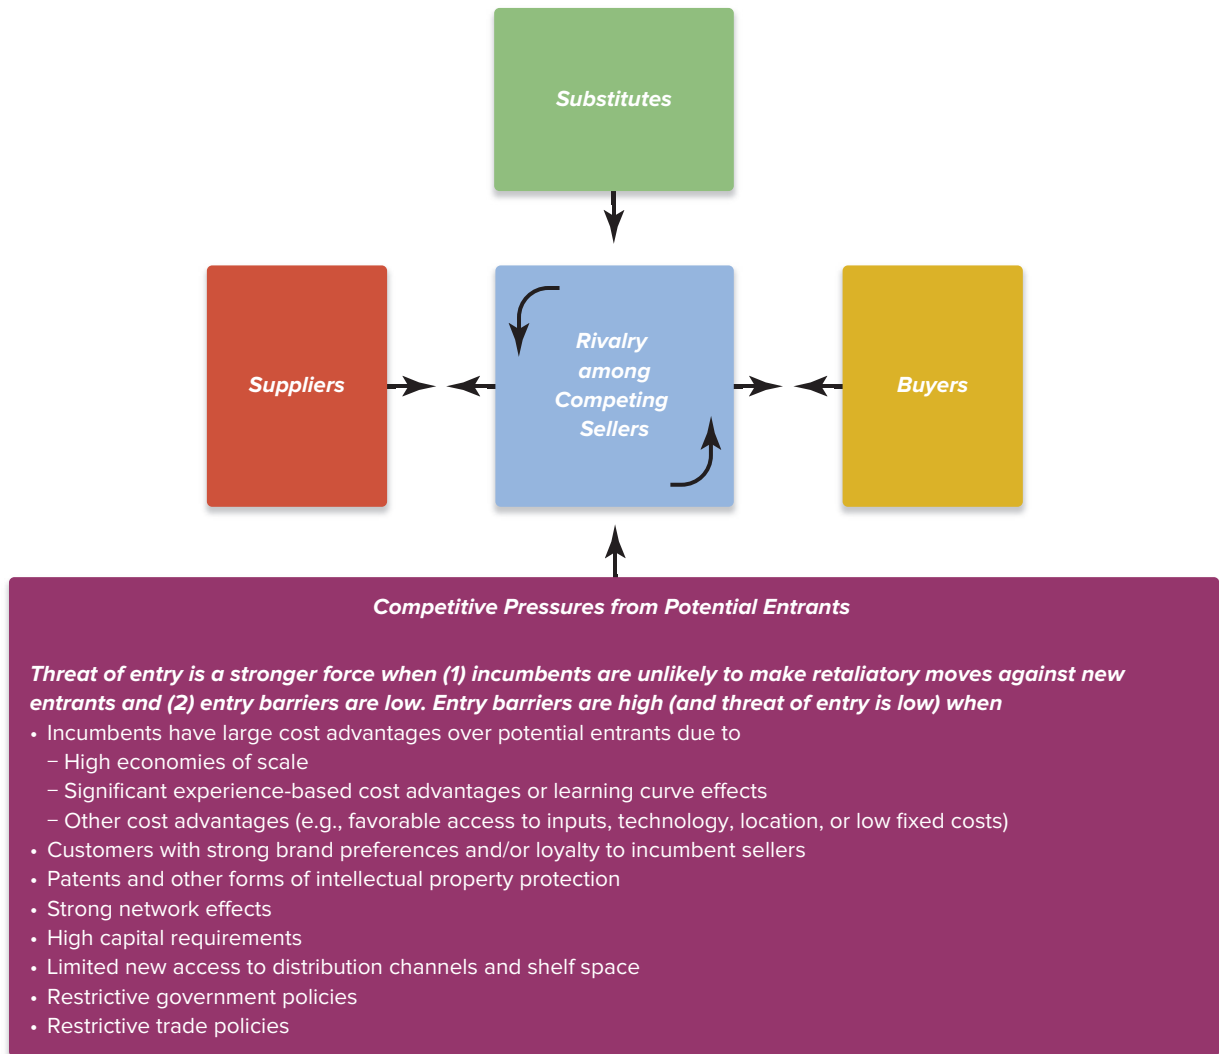 Substitutes
Suppliers
Rivalry
among
Competing
Sellers
Buyers
Competitive Pressures from Potential Entrants
Threat of entry is a stronger force when (1) incumbents are unlikely to make retaliatory moves against new
entrants and (2) entry barriers are low. Entry barriers are high (and threat of entry is low) when
• Incumbents have large cost advantages over potential entrants due to
– High economies of scale
– Significant experience-based cost advantages or learning curve effects
– Other cost advantages (e.g., favorable access to inputs, technology, location, or low fixed costs)
• Customers with strong brand preferences and/or loyalty to incumbent sellers
• Patents and other forms of intellectual property protection
• Strong network effects
• High capital requirements
• Limited new access to distribution channels and shelf space
• Restrictive government policies
• Restrictive trade policies